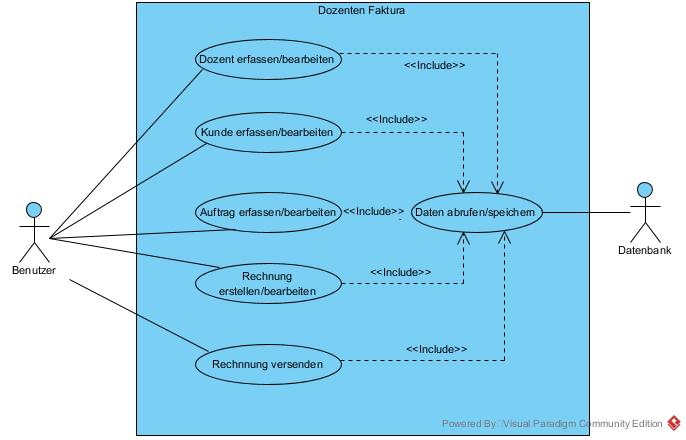 Dozenten Faktura
Dozent erfassen/bearbeiten
<<Include>>
Kunde erfassen/bearbeiten
<<Include>>
Auftrag erfassen/bearbeiten
<<Include>>
Daten abrufen/speichern
Benutzer
Datenbank
Rechnung
erstellen/bearbeiten
<<Include>>
Rechnnung versenden
<<Include>>
Powered By Visual Paradigm Community Edition